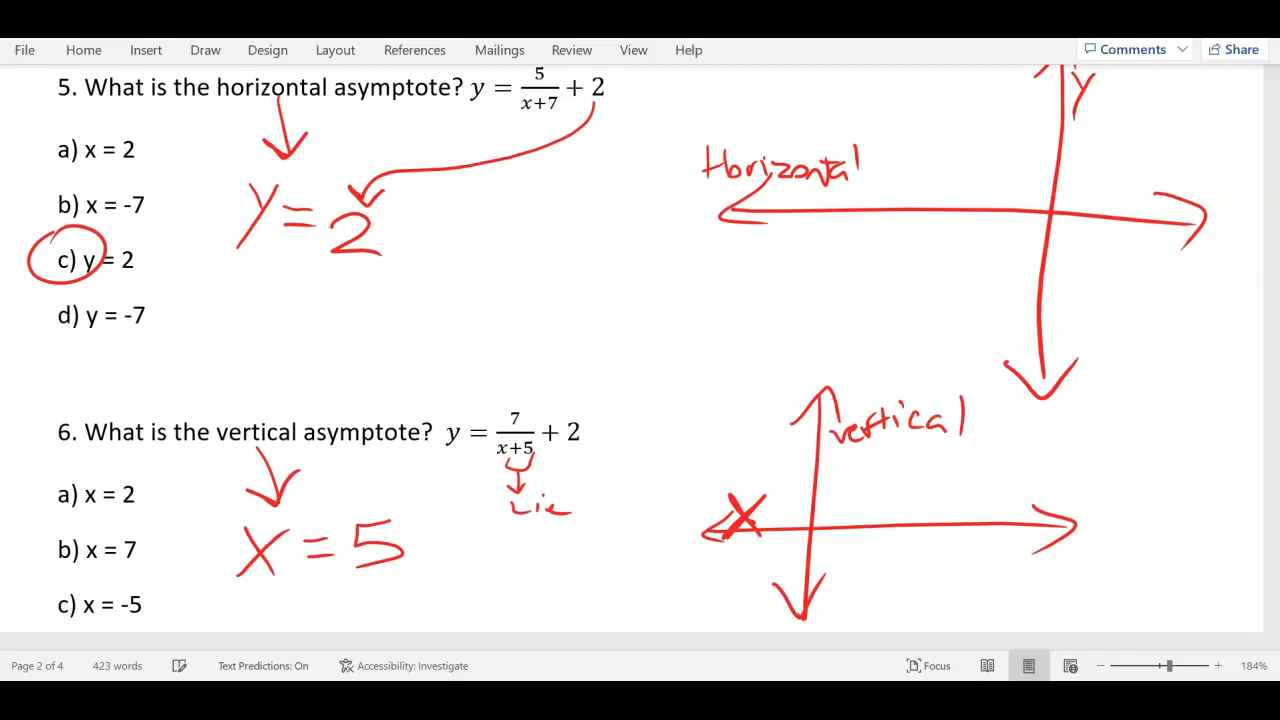 File Home Insert Draw Design Layout References Mailings Review View Help Comments Share
5. What is the horizontal asymptote? y = 5/(x+7) + 2
y
a) x = 2
Horizontal
b) x = -7
y = 2
c) y = 2
d) y = -7
vertical
6. What is the vertical asymptote? y = 7/(x+5) + 2
a) x = 2
Lie
x
b) x = 7
x = 5
c) x = -5
Page 2 of 4 423 words Text Predictions: On Accessibility: Investigate Focus 184%